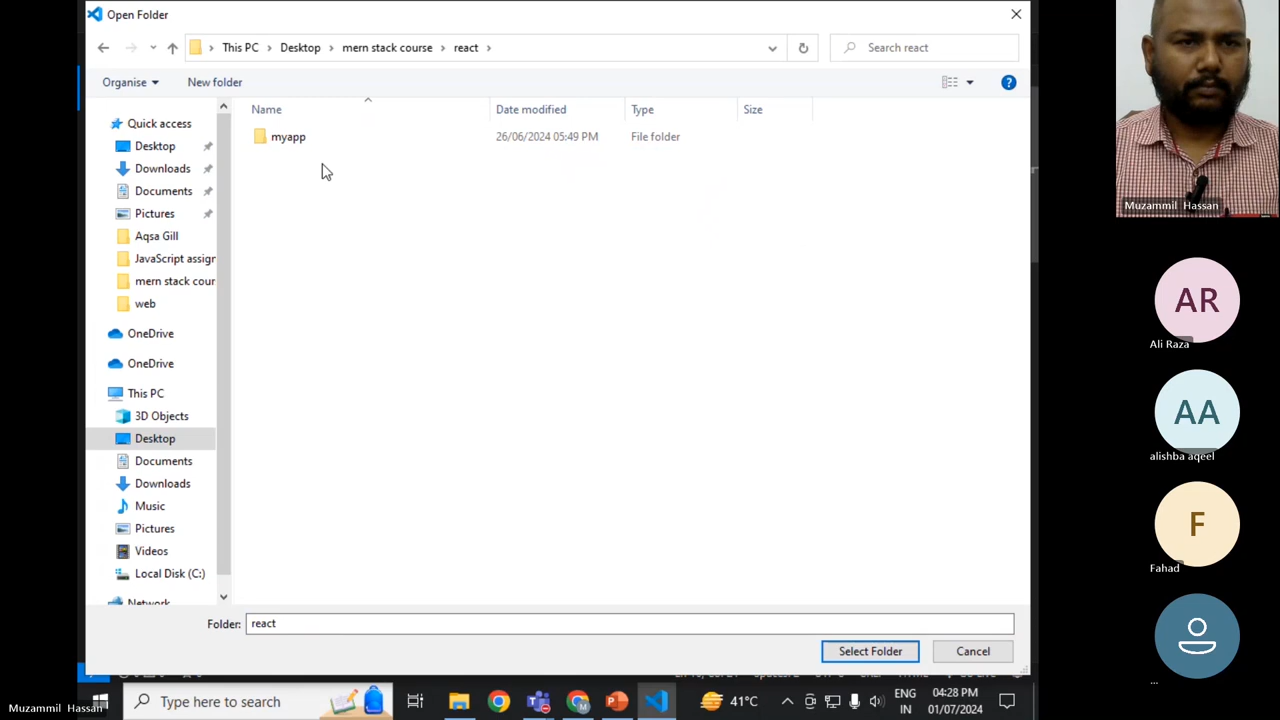 Open Folder
This PC > Desktop > mern stack course > react >
Search react
Organise
New folder
Name
Date modified
Type
Size
myapp
26/06/2024 05:49 PM
File folder
Quick access
Desktop
Downloads
Documents
Pictures
Aqsa Gill
JavaScript assign
mern stack cour
web
OneDrive
OneDrive
This PC
3D Objects
Desktop
Documents
Downloads
Music
Pictures
Videos
Local Disk (C:)
Network
Folder:
react
Select Folder
Cancel
Type here to search
41°C
ENG
IN
04:28 PM
01/07/2024
Muzammil Hassan
Muzammil Hassan
AR
Ali Raza
AA
alishba aqeel
F
Fahad
...